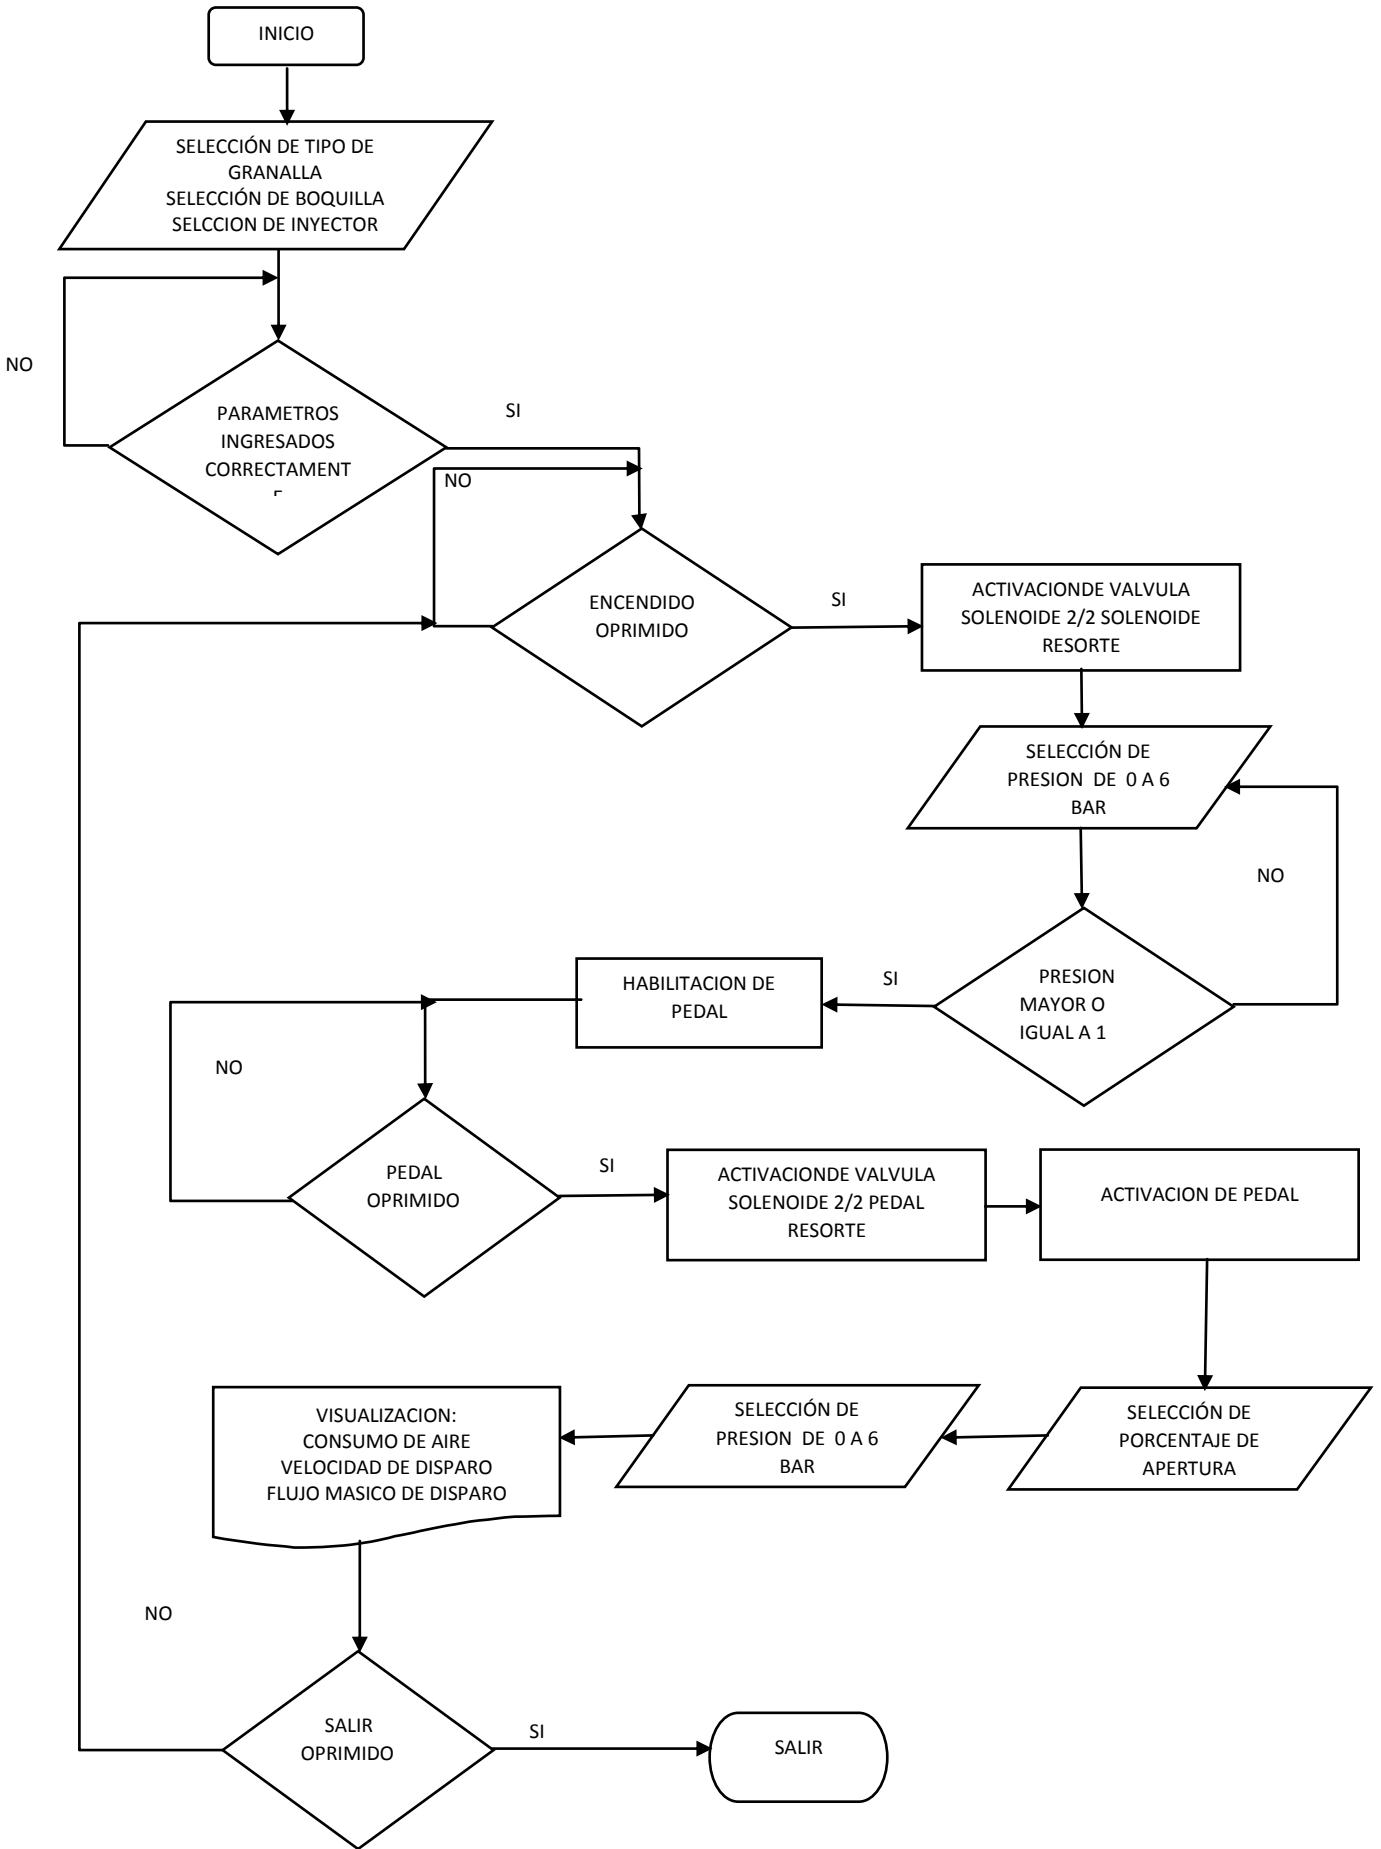 INICIO
SELECCIÓN DE TIPO DE
GRANALLA
SELECCIÓN DE BOQUILLA
SELCCION DE INYECTOR
NO
PARAMETROS
INGRESADOS
CORRECTAMENT
SI
NO
ENCENDIDO
OPRIMIDO
SI
ACTIVACIONDE VALVULA
SOLENOIDE 2/2 SOLENOIDE
RESORTE
SELECCIÓN DE
PRESION DE 0 A 6
BAR
NO
PRESION
MAYOR O
IGUAL A 1
SI
HABILITACION DE
PEDAL
NO
PEDAL
OPRIMIDO
SI
ACTIVACIONDE VALVULA
SOLENOIDE 2/2 PEDAL
RESORTE
ACTIVACION DE PEDAL
SELECCIÓN DE
PORCENTAJE DE
APERTURA
SELECCIÓN DE
PRESION DE 0 A 6
BAR
VISUALIZACION:
CONSUMO DE AIRE
VELOCIDAD DE DISPARO
FLUJO MASICO DE DISPARO
NO
SALIR
OPRIMIDO
SI
SALIR